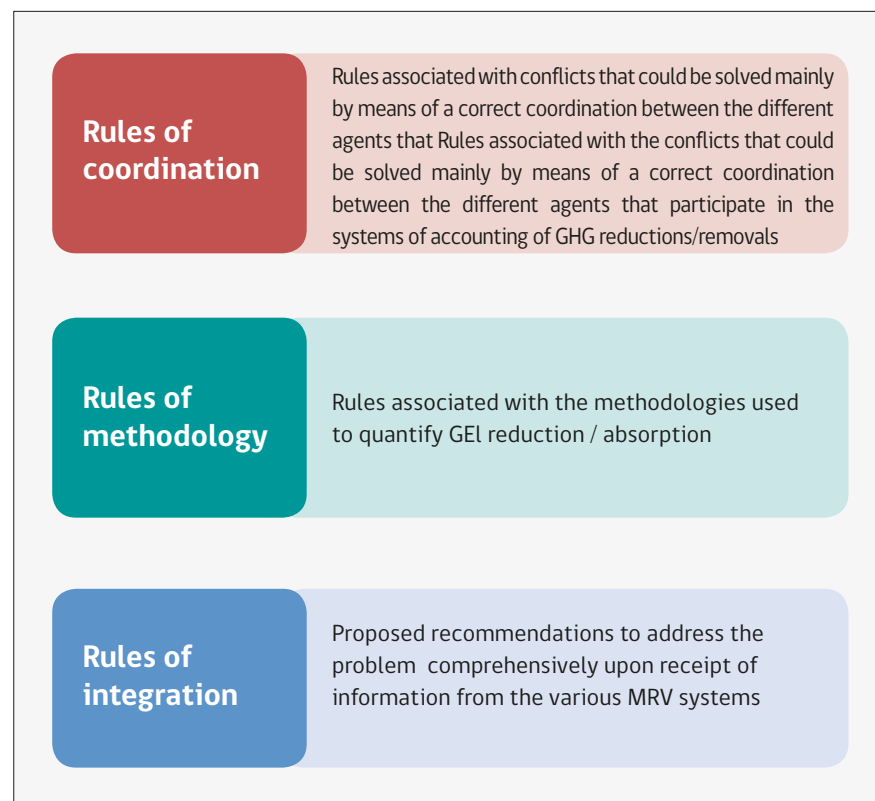 Rules of
coordination
Rules associated with conflicts that could be solved mainly
by means of a correct coordination between the different
agents that Rules associated with the conflicts that could
be solved mainly by means of a correct coordination
between the different agents that participate in the
systems of accounting of GHG reductions/removals
Rules of
methodology
Rules associated with the methodologies used
to quantify GEl reduction / absorption
Rules of
integration
Proposed recommendations to address the
problem comprehensively upon receipt of
information from the various MRV systems